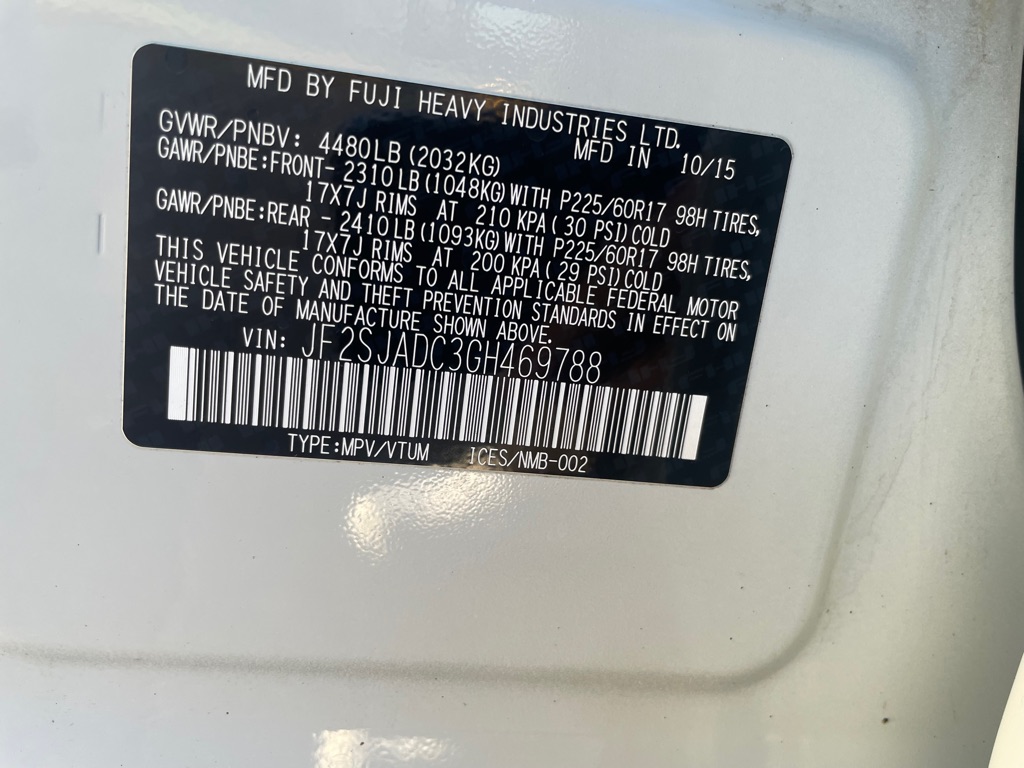 MFD BY FUJI HEAVY INDUSTRIES LTD.
GVWR/PNBV: 4480LB (2032KG) MFD IN 10/15
GAWR/PNBE:FRONT- 2310LB (1048KG) WITH P225/60R17 98H TIRES,
17X7J RIMS AT 210 KPA ( 30 PSI) COLD
GAWR/PNBE:REAR - 2410LB (1093KG) WITH P225/60R17 98H TIRES,
17X7J RIMS AT 200 KPA ( 29 PSI) COLD
THIS VEHICLE CONFORMS TO ALL APPLICABLE FEDERAL MOTOR
VEHICLE SAFETY AND THEFT PREVENTION STANDARDS IN EFFECT ON
THE DATE OF MANUFACTURE SHOWN ABOVE.
VIN: JF2SJADC3GH469788
TYPE:MPV/VTUM ICES/NMB-002